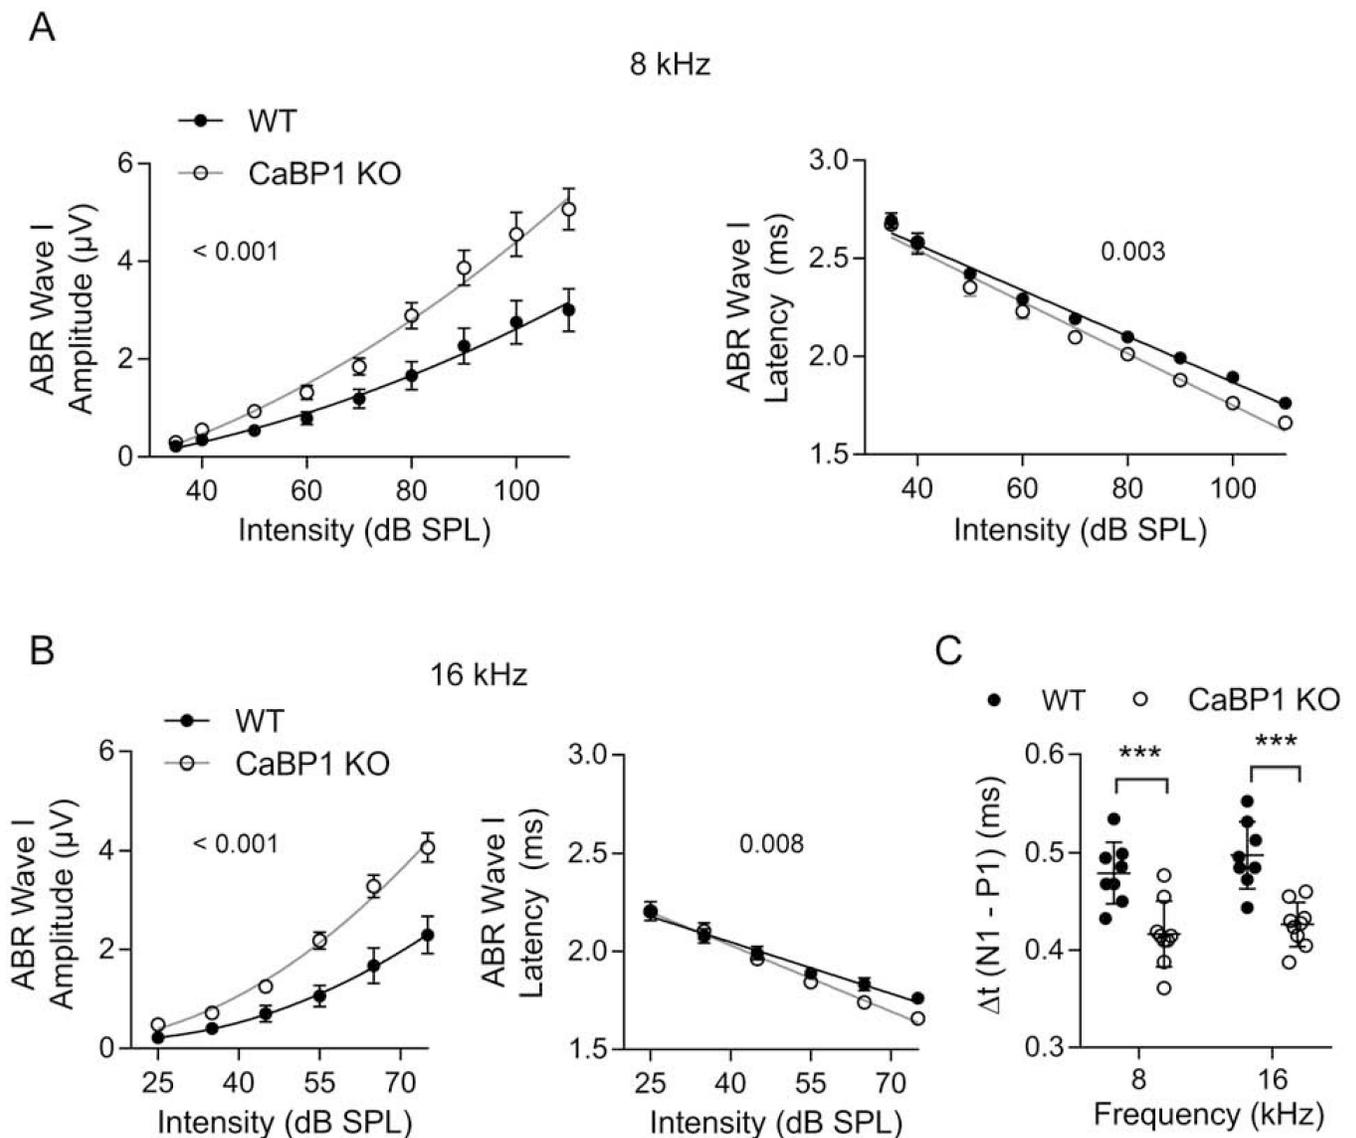 A
8 kHz
WT
CaBP1 KO
< 0.001
ABR Wave I
Amplitude (µV)
6
4
2
0
40 60 80 100
Intensity (dB SPL)
0.003
ABR Wave I
Latency (ms)
3.0
2.5
2.0
1.5
40 60 80 100
Intensity (dB SPL)
B
16 kHz
WT
CaBP1 KO
< 0.001
ABR Wave I
Amplitude (µV)
6
4
2
0
25 40 55 70
Intensity (dB SPL)
0.008
ABR Wave I
Latency (ms)
3.0
2.5
2.0
1.5
25 40 55 70
Intensity (dB SPL)
C
WT CaBP1 KO
*** ***
Δt (N1 - P1) (ms)
0.6
0.5
0.4
0.3
8 16
Frequency (kHz)